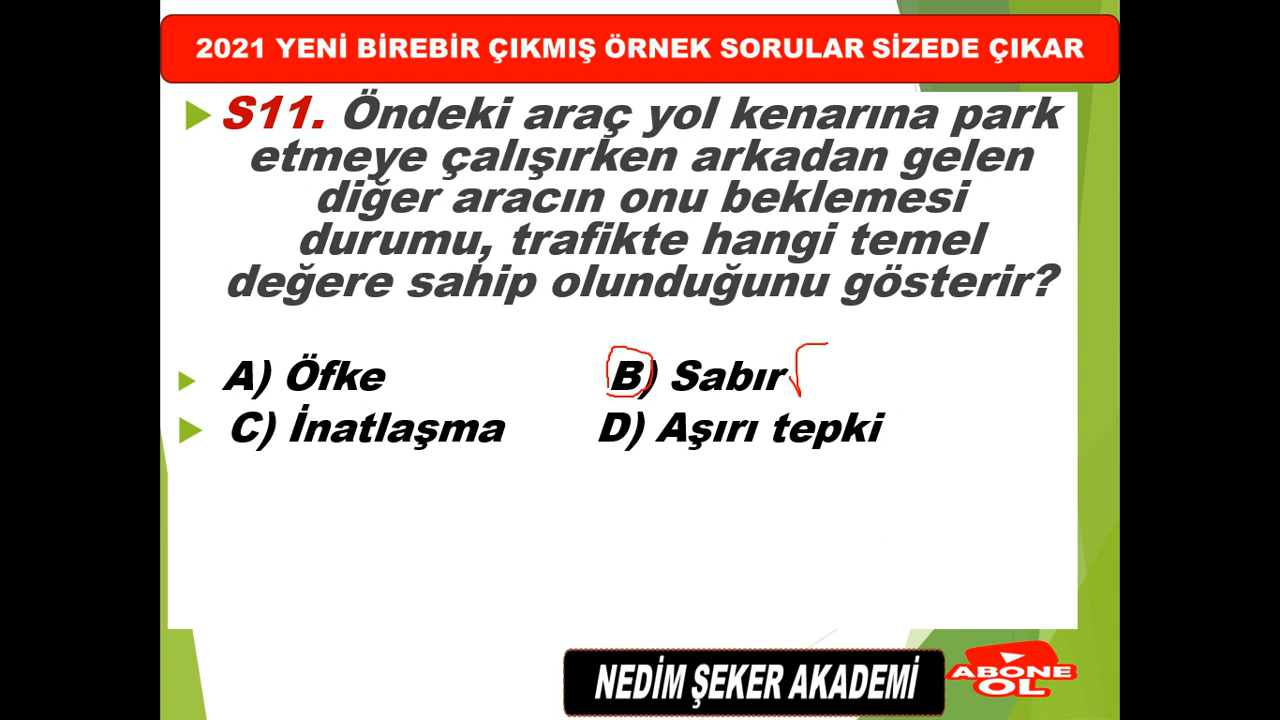 2021 YENİ BİREBİR ÇIKMIŞ ÖRNEK SORULAR SİZEDE ÇIKAR
S11. Öndeki araç yol kenarına park
etmeye çalışırken arkadan gelen
diğer aracın onu beklemesi
durumu, trafikte hangi temel
değere sahip olunduğunu gösterir?
A) Öfke B) Sabır
C) İnatlaşma D) Aşırı tepki
NEDİM ŞEKER AKADEMİ
ABONE
OL